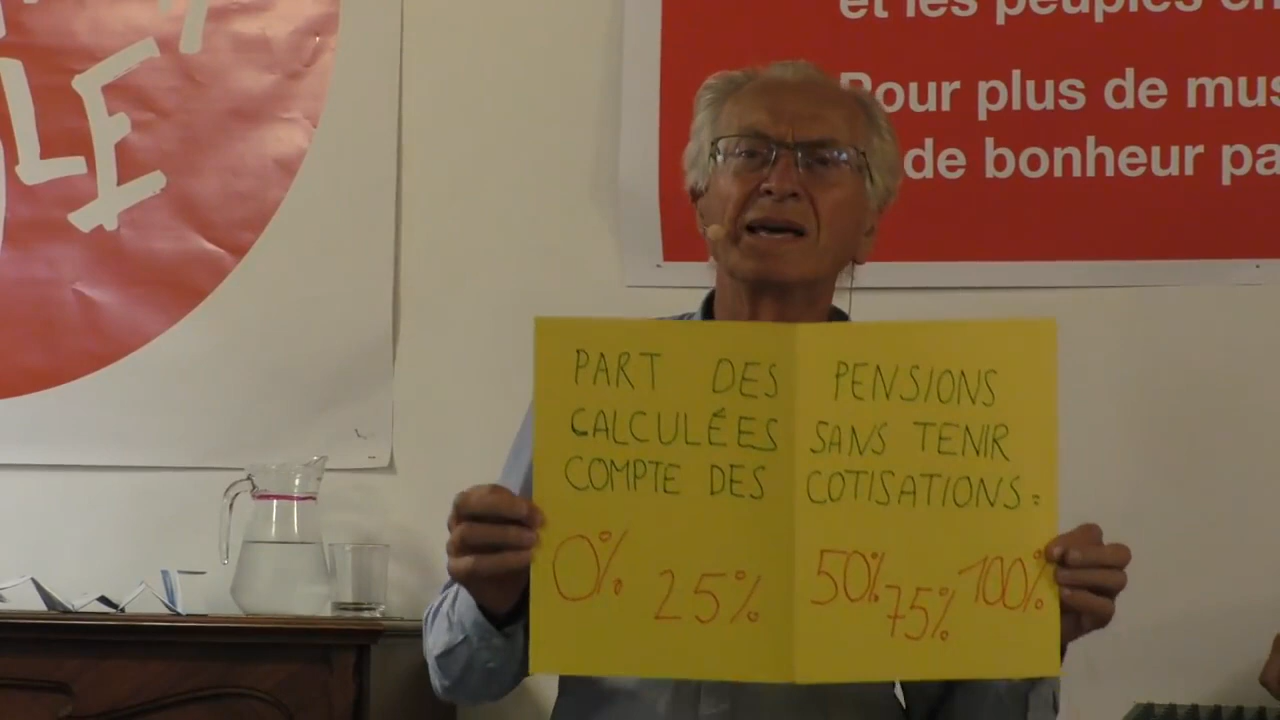 et les peuples
Pour plus de mus
de bonheur pa
PART DES PENSIONS
CALCULÉES SANS TENIR
COMPTE DES COTISATIONS :
0% 25% 50% 75% 100%